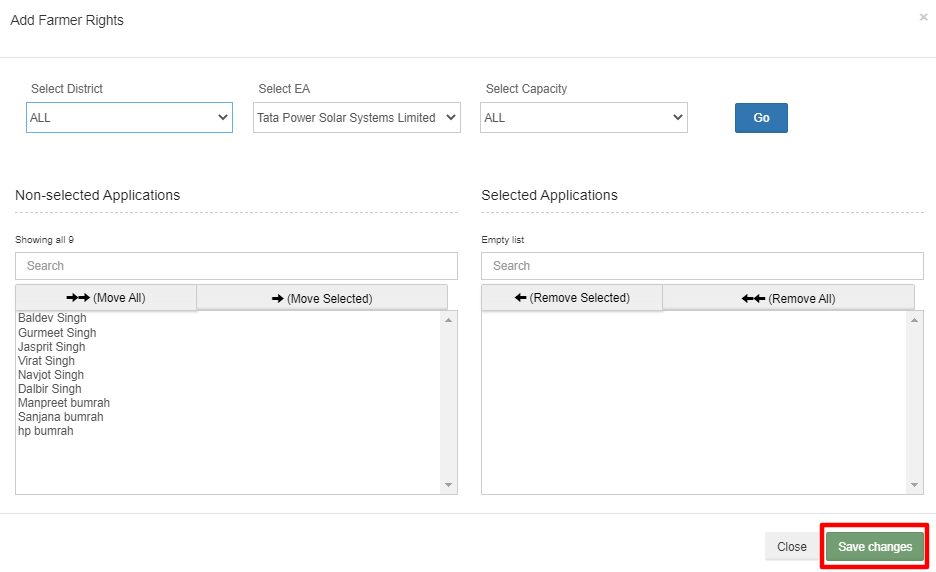 Add Farmer Rights
×
Select District
Select EA
Select Capacity
ALL
Tata Power Solar Systems Limited
ALL
Go
Non-selected Applications
Selected Applications
Showing all 9
Empty list
Search
Search
(Move All)
(Move Selected)
(Remove Selected)
(Remove All)
Baldev Singh
Gurmeet Singh
Jasprit Singh
Virat Singh
Navjot Singh
Dalbir Singh
Manpreet bumrah
Sanjana bumrah
hp bumrah
Close
Save changes